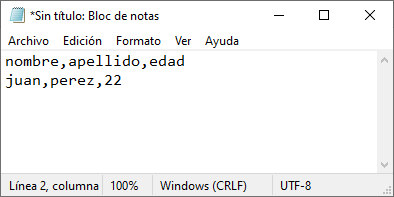 *Sin título: Bloc de notas
Archivo Edición Formato Ver Ayuda
nombre,apellido,edad
juan,perez,22
Línea 2, columna 100% Windows (CRLF) UTF-8